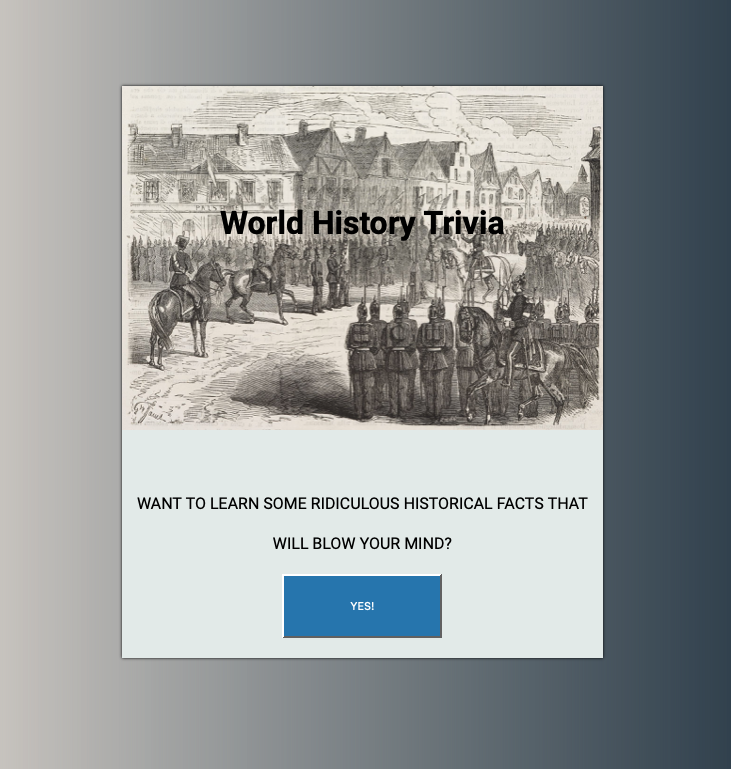 World History Trivia
WANT TO LEARN SOME RIDICULOUS HISTORICAL FACTS THAT
WILL BLOW YOUR MIND?
YES!